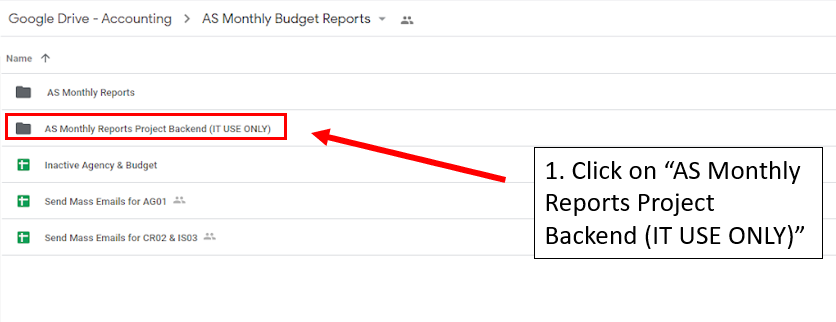 Google Drive - Accounting > AS Monthly Budget Reports
Name
AS Monthly Reports
AS Monthly Reports Project Backend (IT USE ONLY)
1. Click on “AS Monthly
Reports Project
Backend (IT USE ONLY)”
Inactive Agency & Budget
Send Mass Emails for AG01
Send Mass Emails for CR02 & IS03